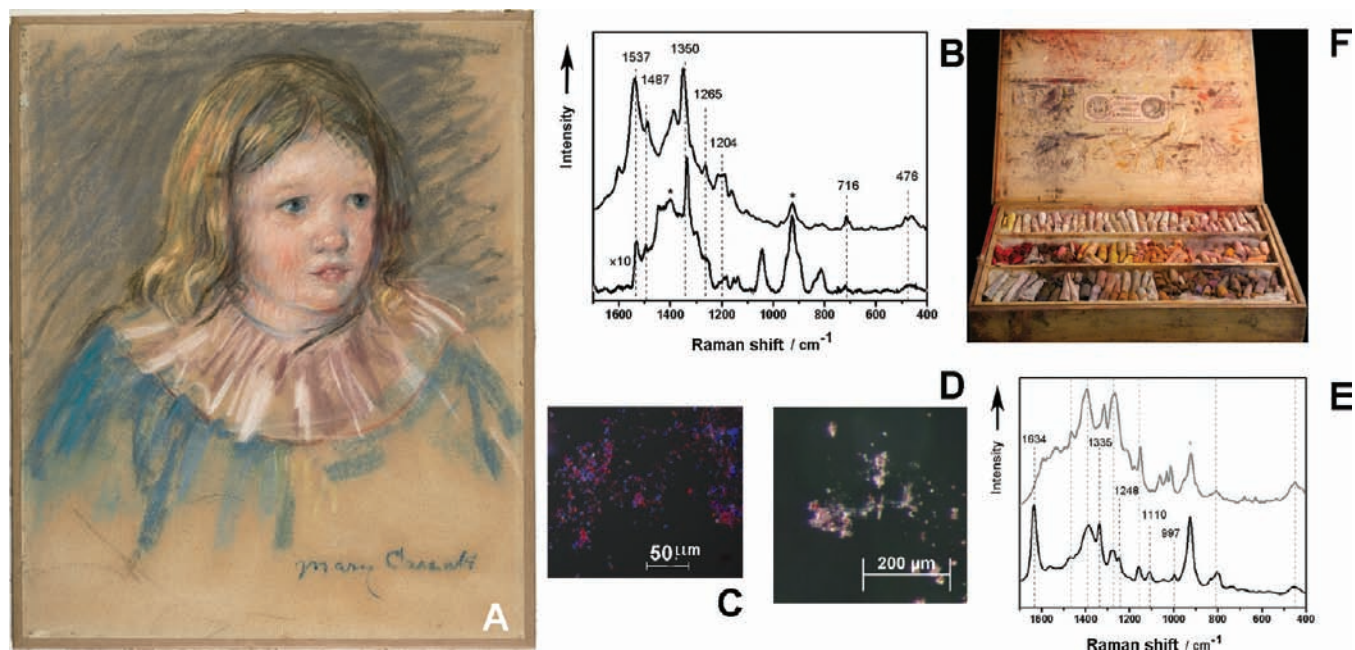 Mary Cassatt
A
B
Intensity
1537
1487
1350
1265
1204
716
476
*
*
x10
1600 1400 1200 1000 800 600 400
Raman shift / cm-1
F
C
50 µm
D
200 µm
E
Intensity
1634
1335
1248
1110
997
*
1600 1400 1200 1000 800 600 400
Raman shift / cm-1